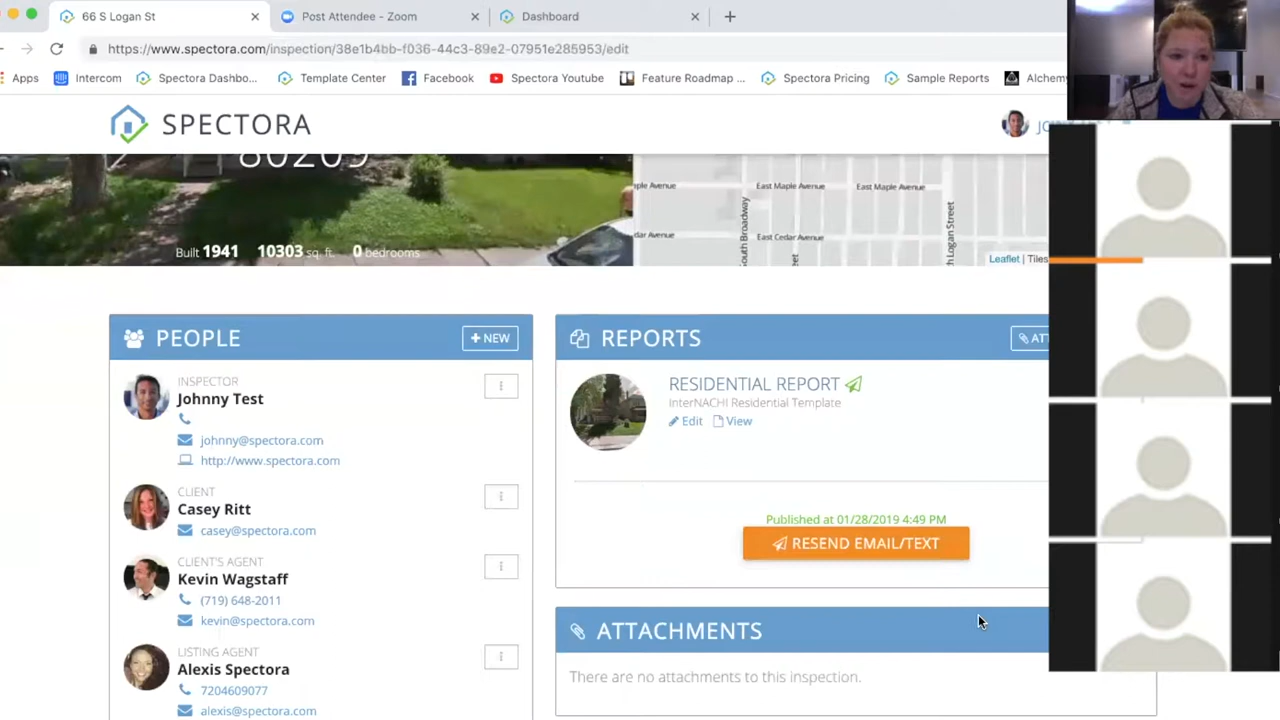 66 S Logan St
Post Attendee - Zoom
Dashboard
https://www.spectora.com/inspection/38e1b4bb-f036-44c3-89e2-07951e285953/edit
Apps Intercom Spectora Dashbo... Template Center Facebook Spectora Youtube Feature Roadmap ... Spectora Pricing Sample Reports Alchem
SPECTORA
80209
Built 1941 10303 sq. ft. 0 bedrooms
ple Avenue East Maple Avenue East Maple Avenue
dar Avenue East Cedar Avenue
South Broadway
h Logan Street
Leaflet | Tiles
PEOPLE
+ NEW
INSPECTOR
Johnny Test
johnny@spectora.com
http://www.spectora.com
CLIENT
Casey Ritt
casey@spectora.com
CLIENT'S AGENT
Kevin Wagstaff
(719) 648-2011
kevin@spectora.com
LISTING AGENT
Alexis Spectora
7204609077
alexis@spectora.com
REPORTS
AT
RESIDENTIAL REPORT
InterNACHI Residential Template
Edit View
Published at 01/28/2019 4:49 PM
RESEND EMAIL/TEXT
ATTACHMENTS
There are no attachments to this inspection.